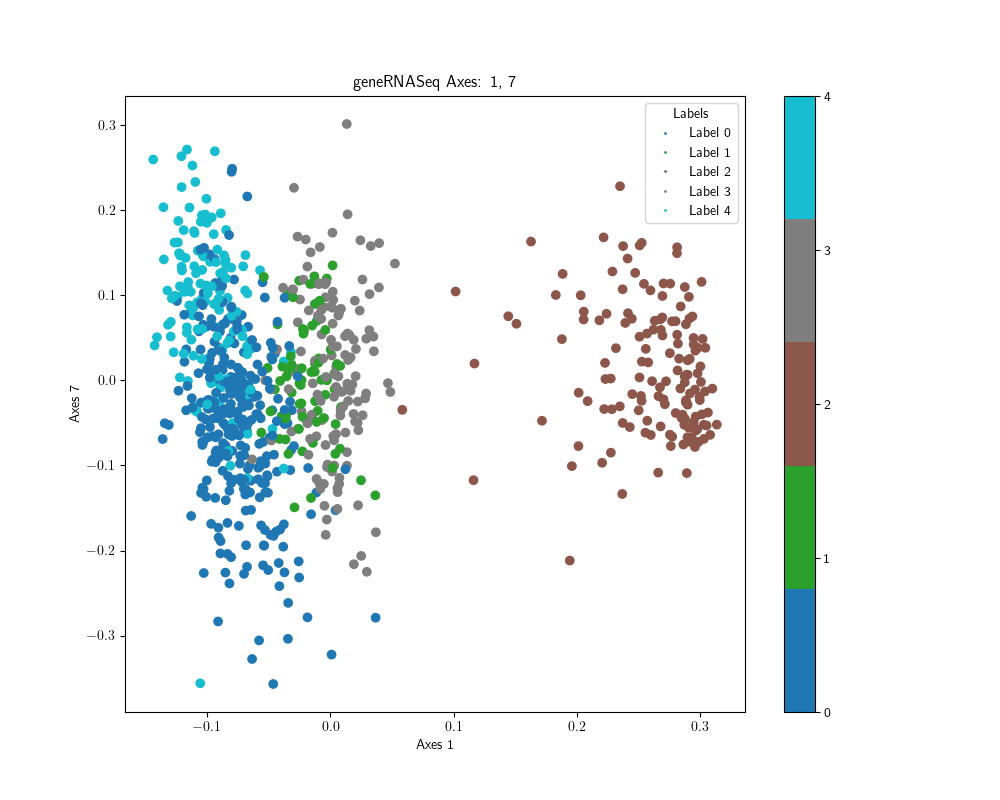 geneRNASeq Axes: 1, 7
Labels
Label 0
Label 1
Label 2
Label 3
Label 4
0.3
0.2
0.1
0.0
−0.1
−0.2
−0.3
Axes 7
−0.1
0.0
0.1
0.2
0.3
Axes 1
4
3
2
1
0